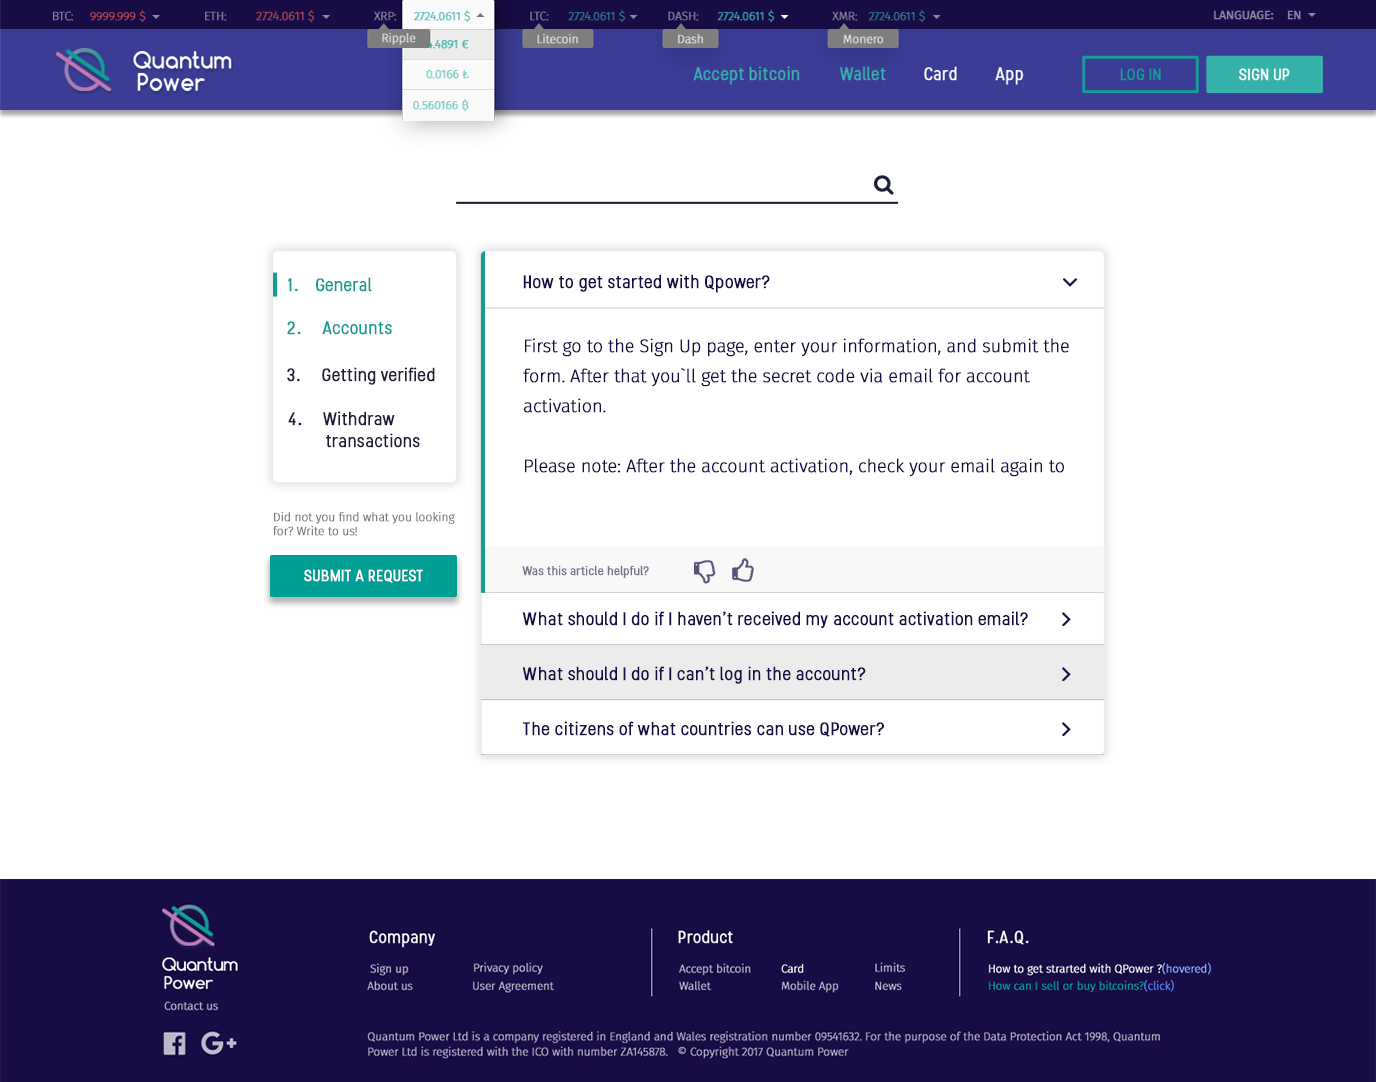 BTC: 9999.999 $ ETH: 2724.0611 $ XRP: 2724.0611 $ LTC: 2724.0611 $ DASH: 2724.0611 $ XMR: 2724.0611 $ LANGUAGE: EN
Ripple Litecoin Dash Monero
.4891 €
0.0166 ₺
0.560166 ฿
Quantum
Power
Accept bitcoin Wallet Card App LOG IN SIGN UP
1. General
2. Accounts
3. Getting verified
4. Withdraw
transactions
Did not you find what you looking
for? Write to us!
SUBMIT A REQUEST
How to get started with Qpower?
First go to the Sign Up page, enter your information, and submit the
form. After that you`ll get the secret code via email for account
activation.
Please note: After the account activation, check your email again to
Was this article helpful?
What should I do if I haven’t received my account activation email?
What should I do if I can’t log in the account?
The citizens of what countries can use QPower?
Quantum
Power
Contact us
Company
Sign up Privacy policy
About us User Agreement
Product
Accept bitcoin Card Limits
Wallet Mobile App News
F.A.Q.
How to get strarted with QPower ?(hovered)
How can I sell or buy bitcoins?(click)
G+
Quantum Power Ltd is a company registered in England and Wales registration number 09541632. For the purpose of the Data Protection Act 1998, Quantum
Power Ltd is registered with the ICO with number ZA145878. © Copyright 2017 Quantum Power